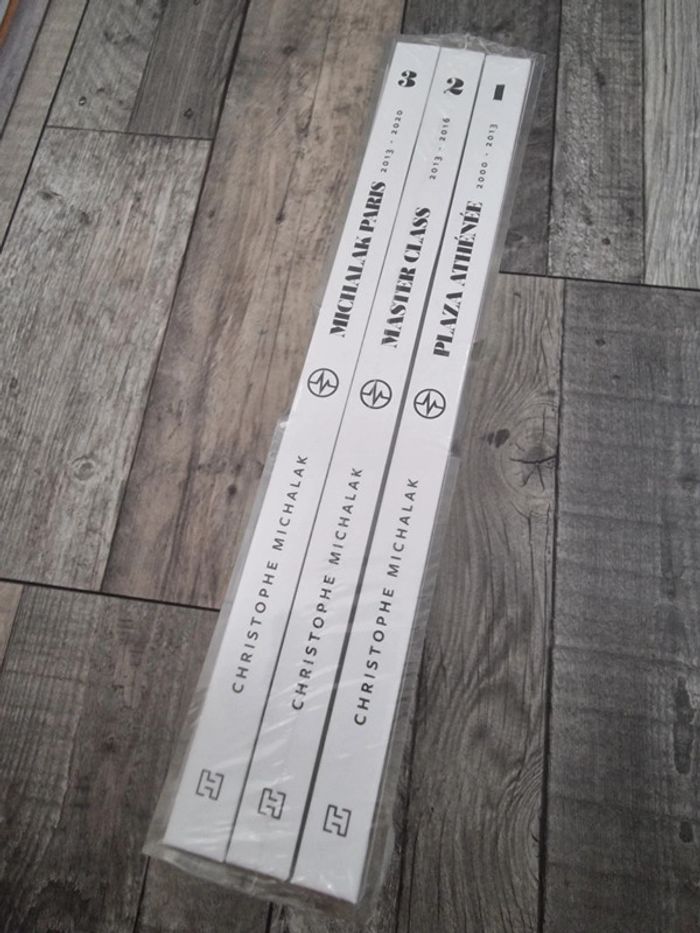 CHRISTOPHE MICHALAK MICHALAK PARIS 2013 - 2020 3
CHRISTOPHE MICHALAK MASTER CLASS 2013 - 2016 2
CHRISTOPHE MICHALAK PLAZA ATHÉNÉE 2000 - 2013 1